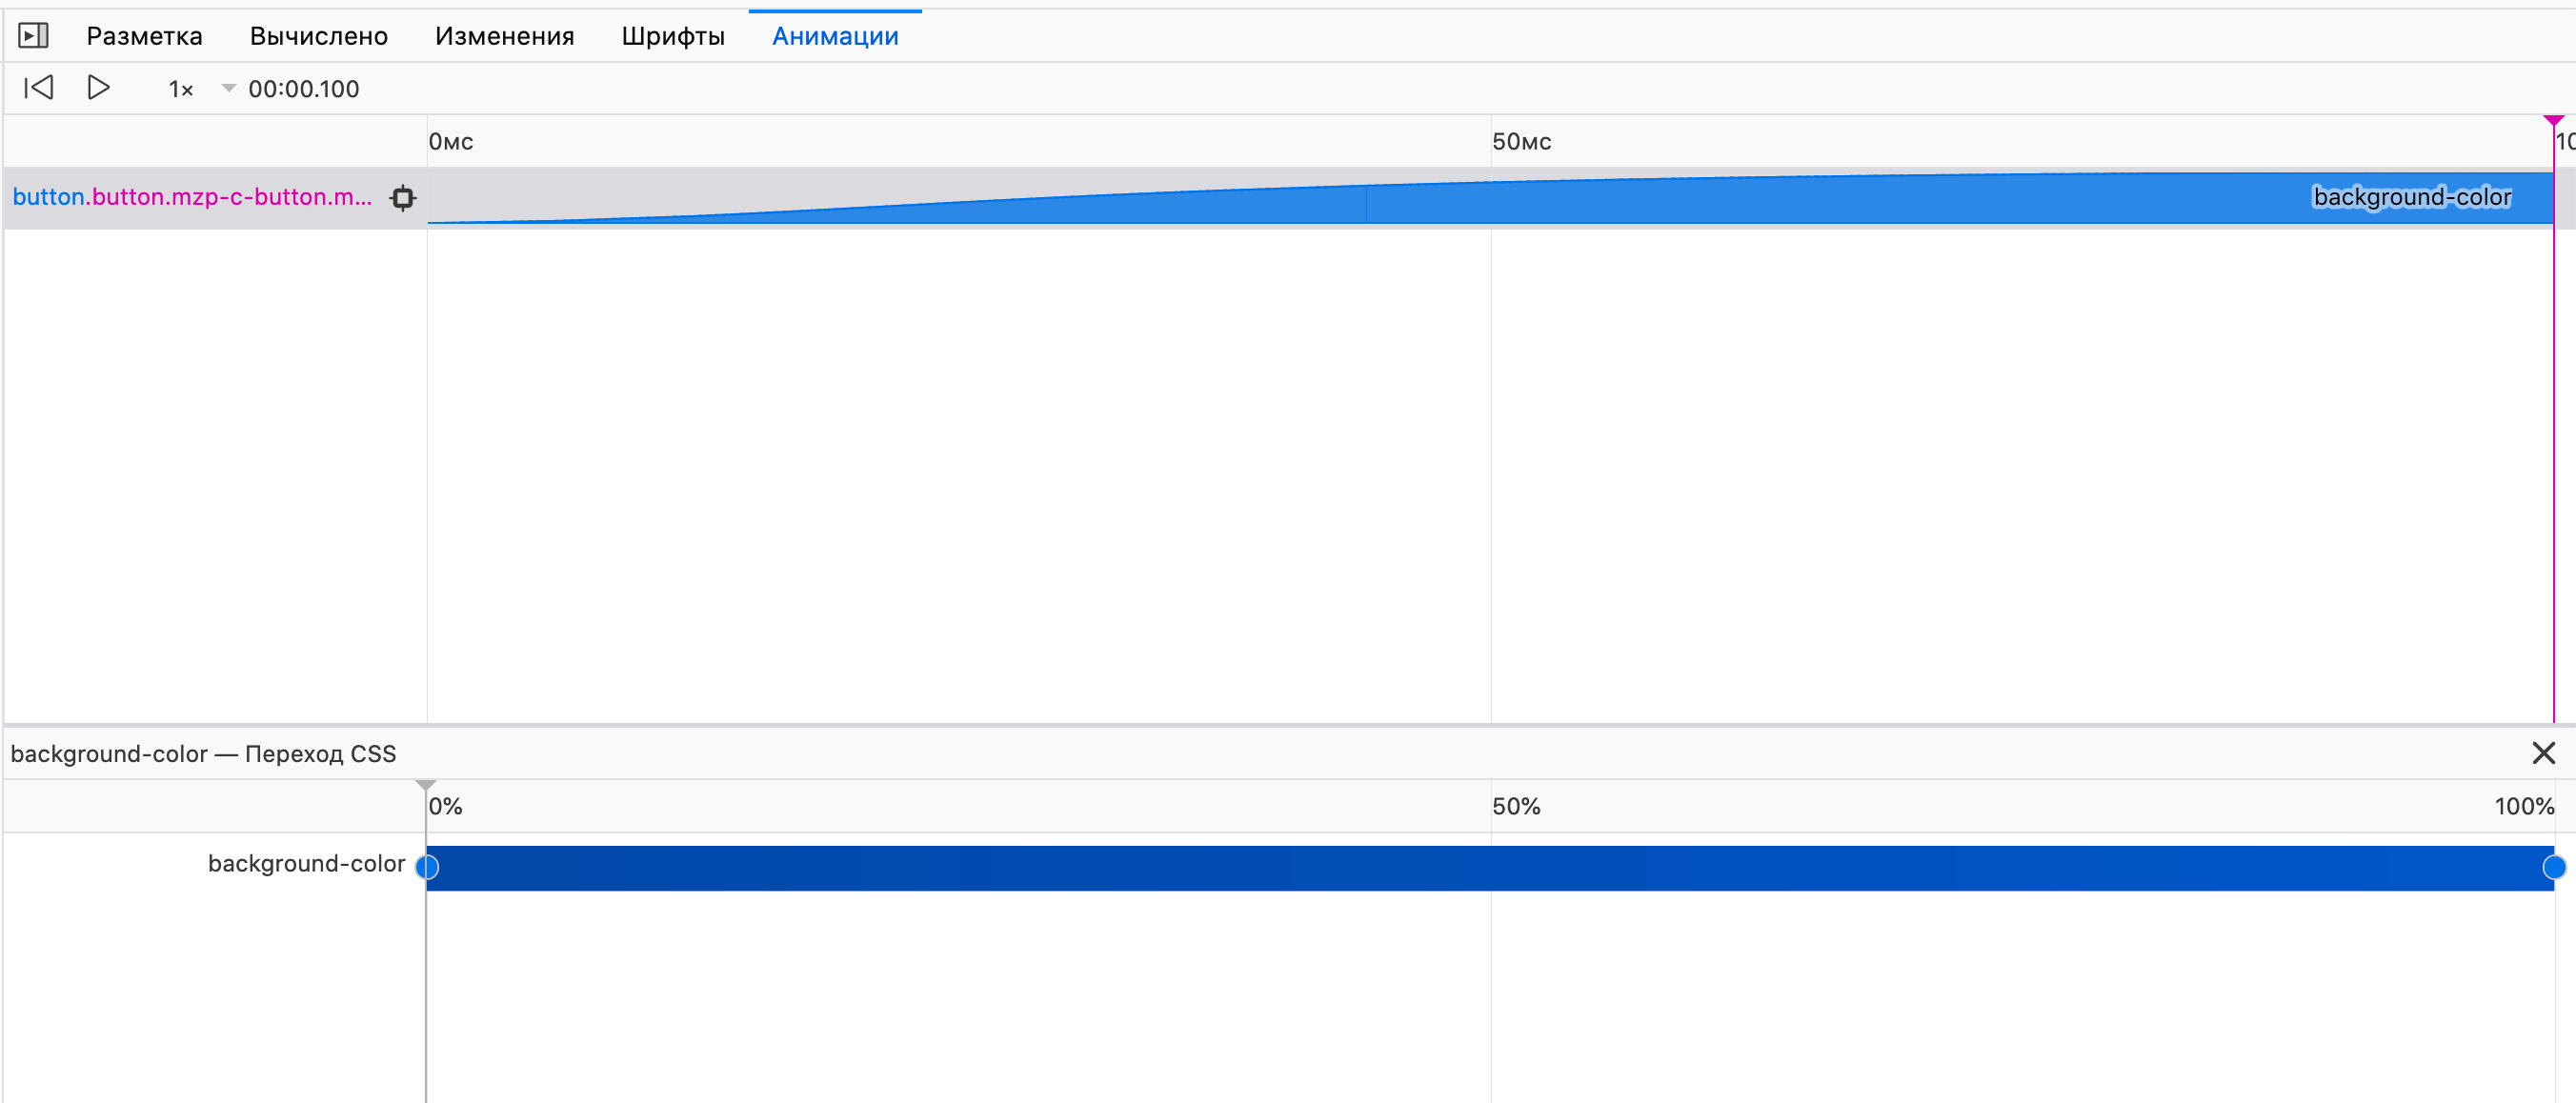 Разметка Вычислено Изменения Шрифты Анимации
1× 00:00.100
0мс 50мс 10
button.button.mzp-c-button.m... background-color
background-color — Переход CSS
0% 50% 100%
background-color